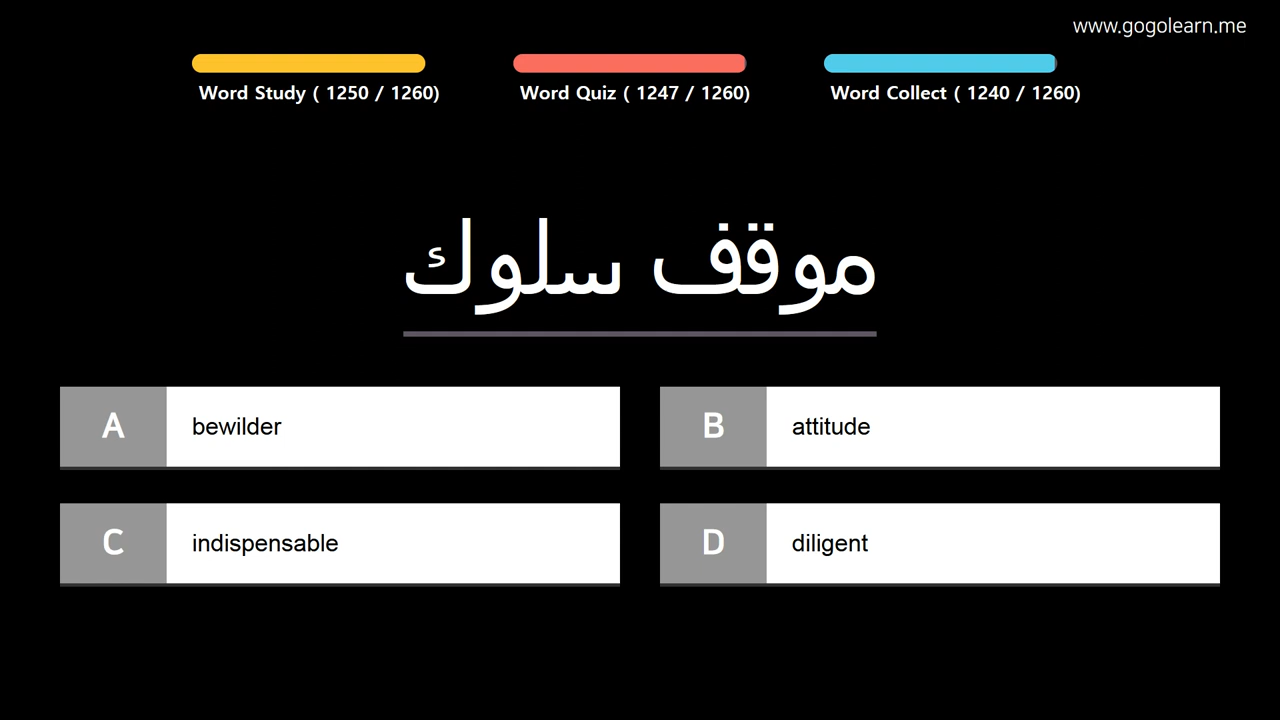 www.gogolearn.me
Word Study ( 1250 / 1260)
Word Quiz ( 1247 / 1260)
Word Collect ( 1240 / 1260)
موقف سلوك
A bewilder
B attitude
C indispensable
D diligent